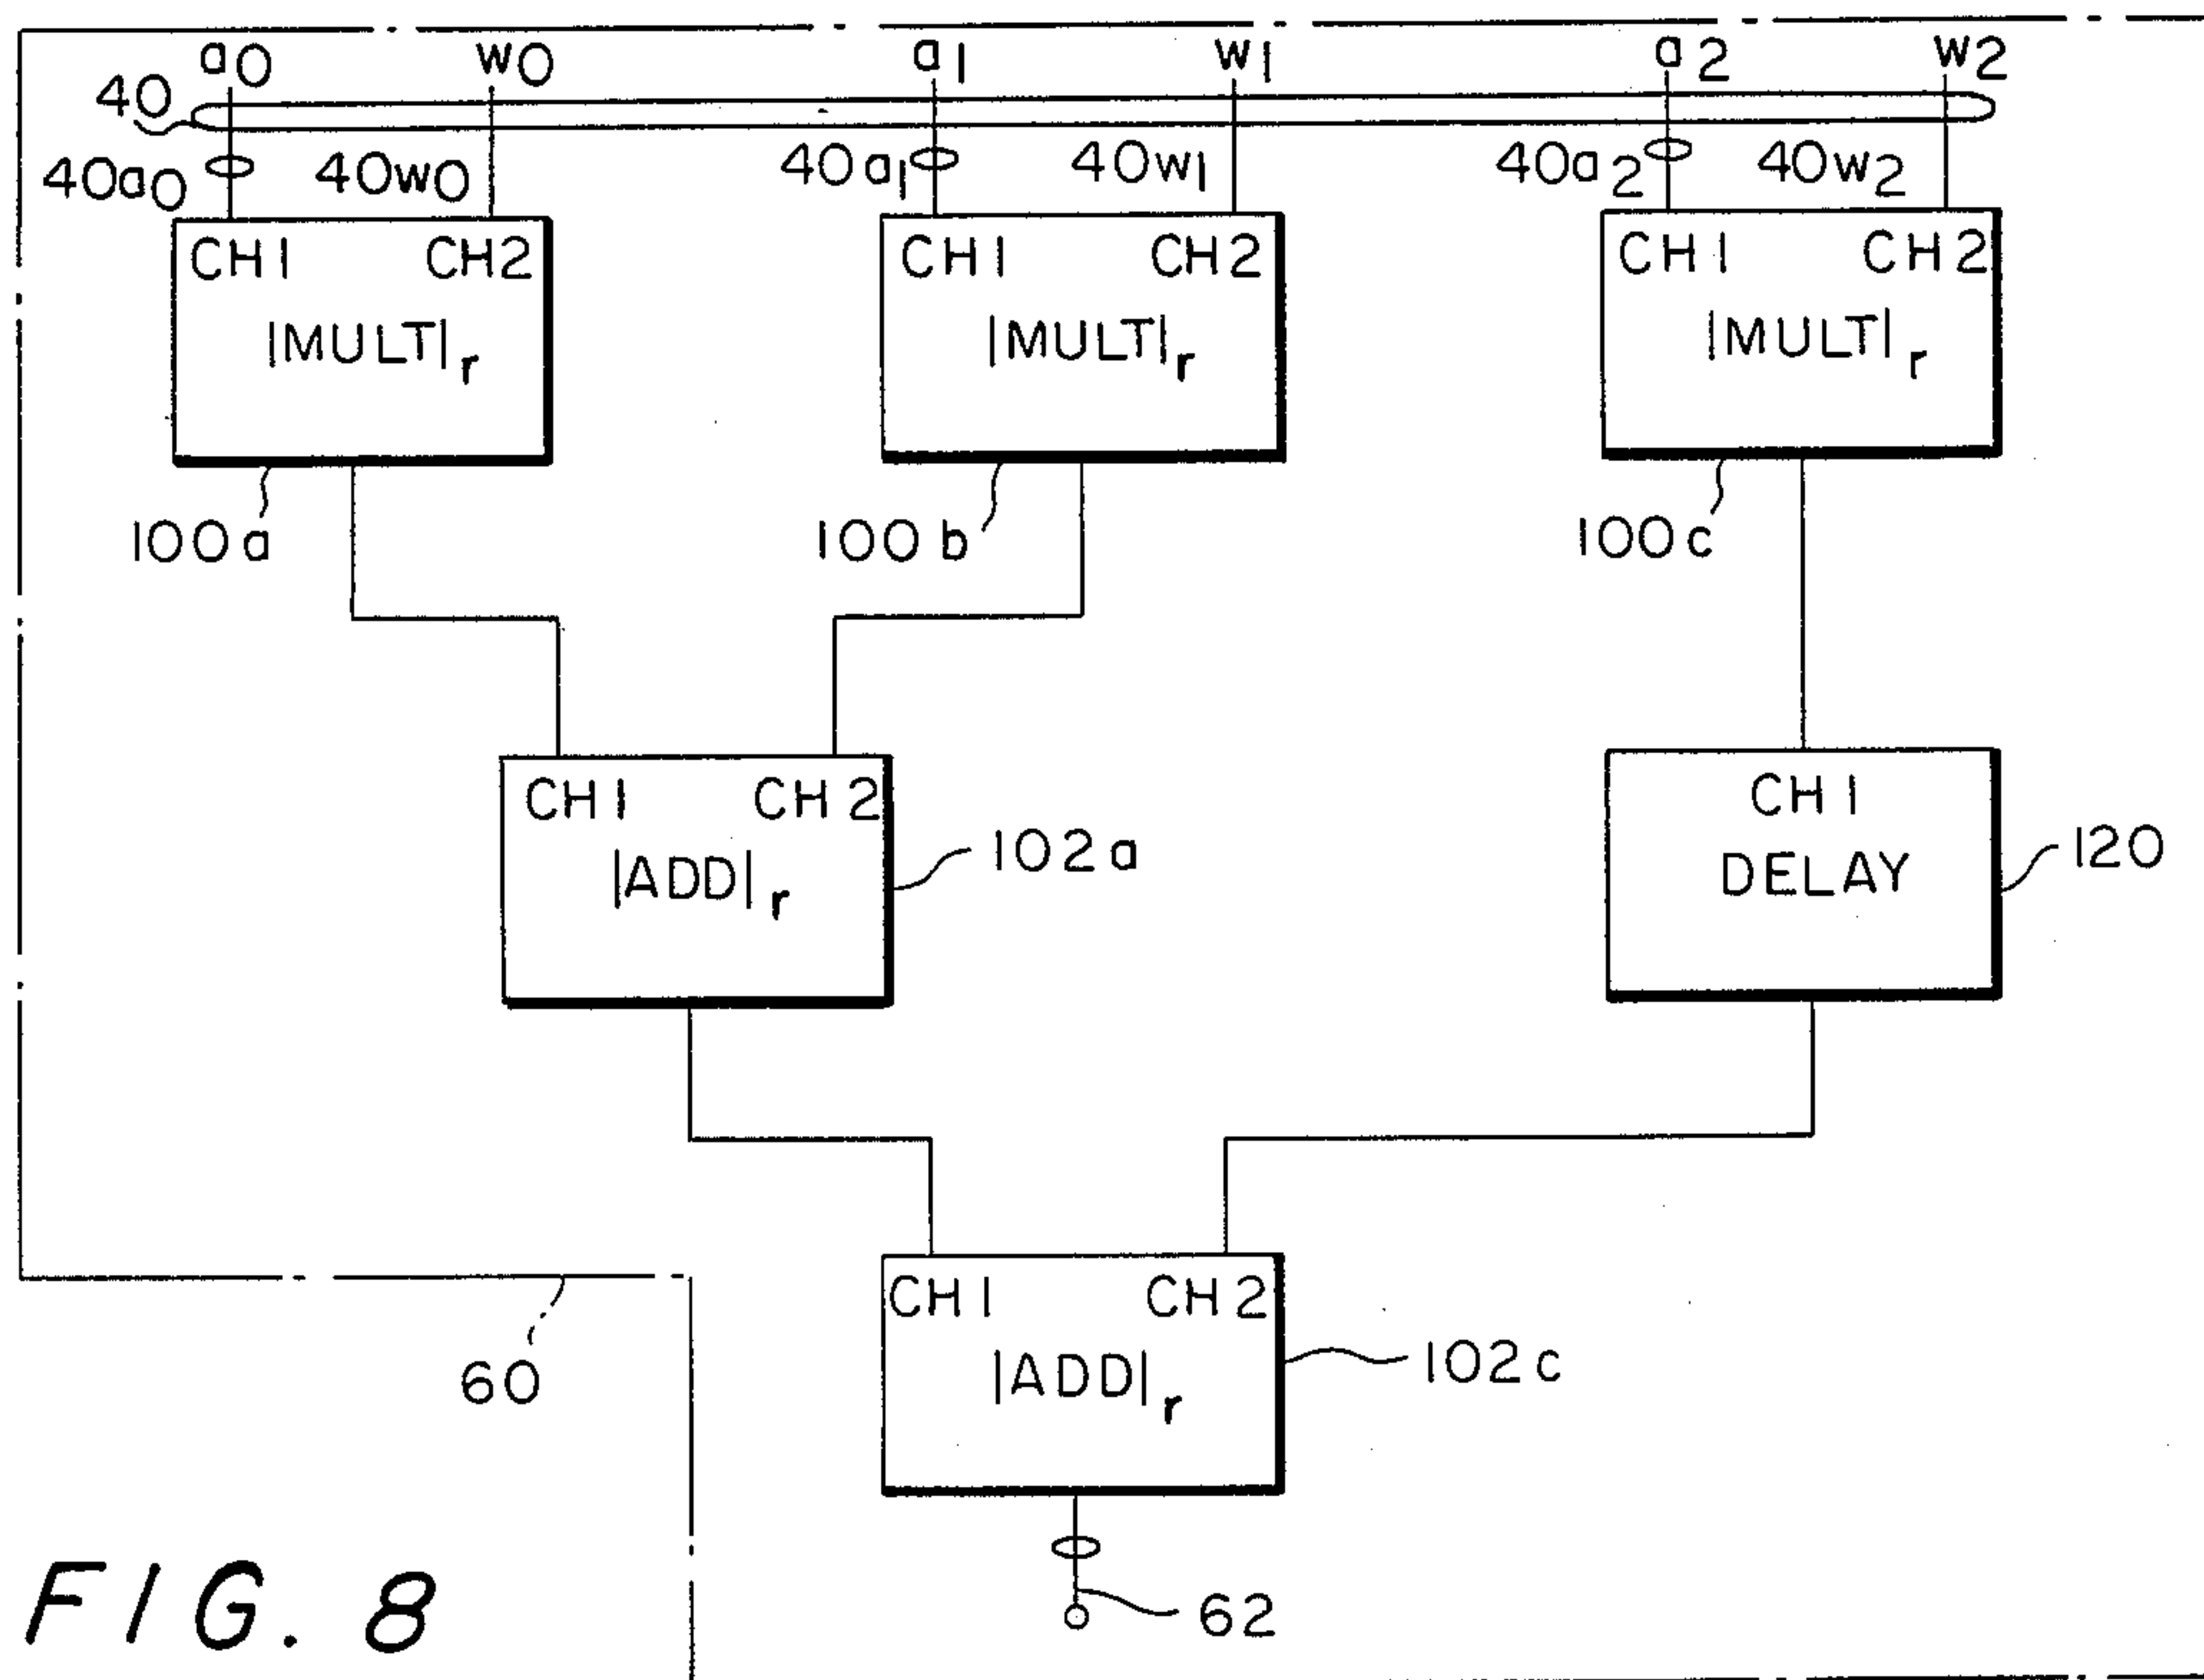 a0 w0 a1 w1 a2 w2
40
40a0 40w0 40a1 40w1 40a2 40w2
CH1 CH2 CH1 CH2 CH1 CH2
|MULT|r |MULT|r |MULT|r
100a 100b 100c
CH1 CH2 CH1
|ADD|r 102a DELAY 120
CH1 CH2
60 |ADD|r 102c
FIG. 8 62